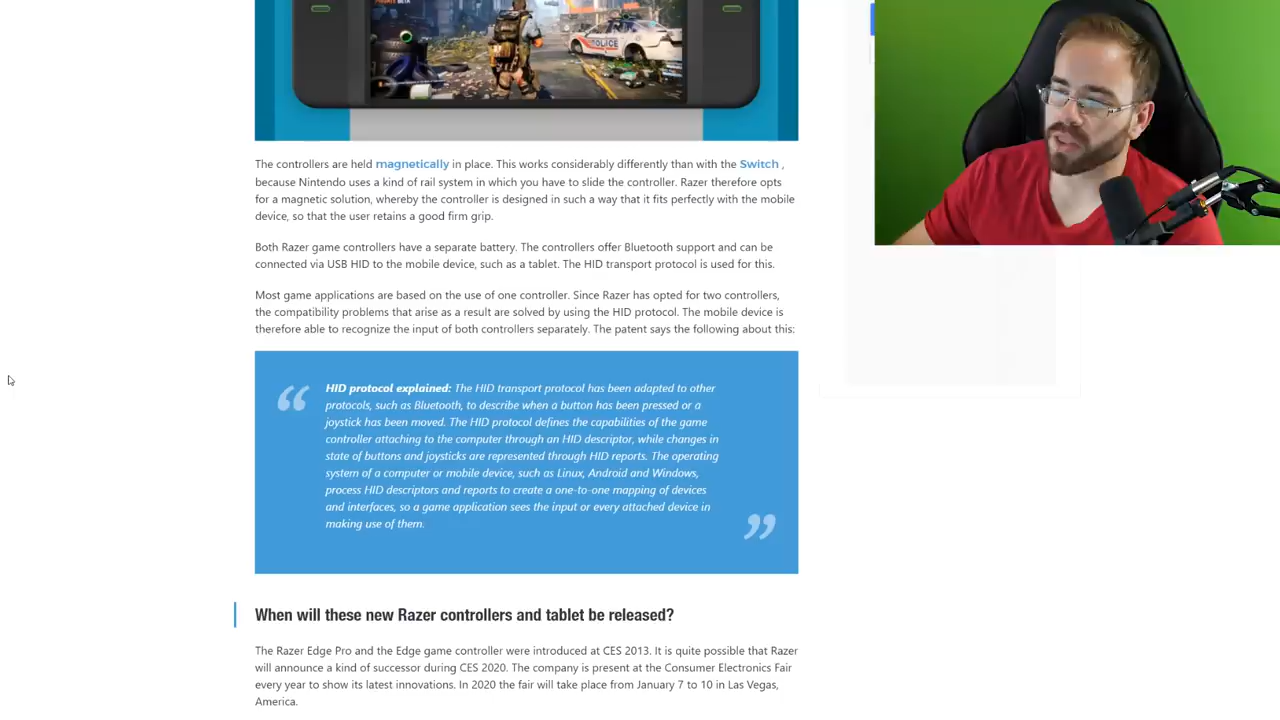 BETA
POLICE
The controllers are held magnetically in place. This works considerably differently than with the Switch ,
because Nintendo uses a kind of rail system in which you have to slide the controller. Razer therefore opts
for a magnetic solution, whereby the controller is designed in such a way that it fits perfectly with the mobile
device, so that the user retains a good firm grip.
Both Razer game controllers have a separate battery. The controllers offer Bluetooth support and can be
connected via USB HID to the mobile device, such as a tablet. The HID transport protocol is used for this.
Most game applications are based on the use of one controller. Since Razer has opted for two controllers,
the compatibility problems that arise as a result are solved by using the HID protocol. The mobile device is
therefore able to recognize the input of both controllers separately. The patent says the following about this:
“ HID protocol explained: The HID transport protocol has been adapted to other
protocols, such as Bluetooth, to describe when a button has been pressed or a
joystick has been moved. The HID protocol defines the capabilities of the game
controller attaching to the computer through an HID descriptor, while changes in
state of buttons and joysticks are represented through HID reports. The operating
system of a computer or mobile device, such as Linux, Android and Windows,
process HID descriptors and reports to create a one-to-one mapping of devices
and interfaces, so a game application sees the input or every attached device in
making use of them. ”
When will these new Razer controllers and tablet be released?
The Razer Edge Pro and the Edge game controller were introduced at CES 2013. It is quite possible that Razer
will announce a kind of successor during CES 2020. The company is present at the Consumer Electronics Fair
every year to show its latest innovations. In 2020 the fair will take place from January 7 to 10 in Las Vegas,
America.